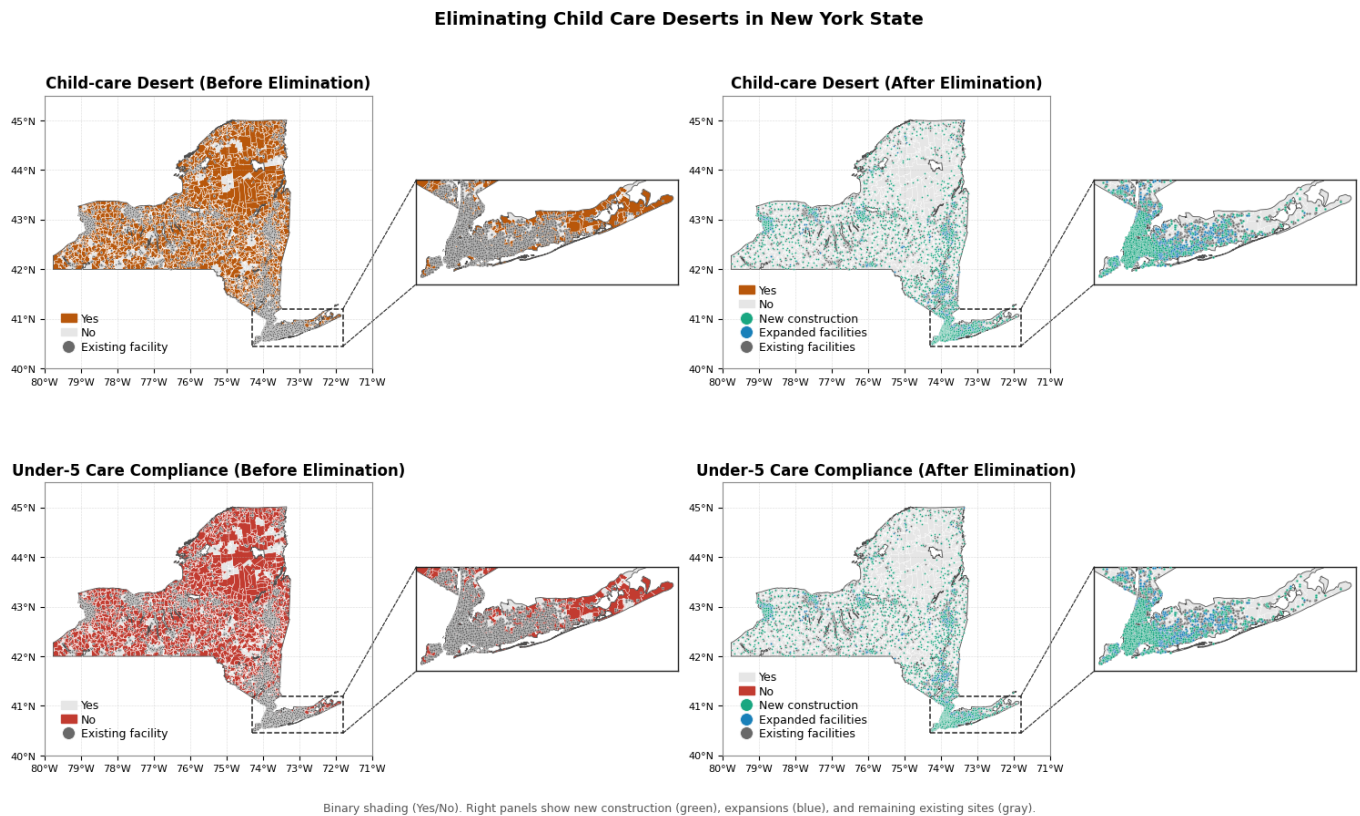 Eliminating Child Care Deserts in New York State
Child-care Desert (Before Elimination)
45°N
44°N
43°N
42°N
41°N
40°N
80°W 79°W 78°W 77°W 76°W 75°W 74°W 73°W 72°W 71°W
Yes
No
Existing facility
Child-care Desert (After Elimination)
45°N
44°N
43°N
42°N
41°N
40°N
80°W 79°W 78°W 77°W 76°W 75°W 74°W 73°W 72°W 71°W
Yes
No
New construction
Expanded facilities
Existing facilities
Under-5 Care Compliance (Before Elimination)
45°N
44°N
43°N
42°N
41°N
40°N
80°W 79°W 78°W 77°W 76°W 75°W 74°W 73°W 72°W 71°W
Yes
No
Existing facility
Under-5 Care Compliance (After Elimination)
45°N
44°N
43°N
42°N
41°N
40°N
80°W 79°W 78°W 77°W 76°W 75°W 74°W 73°W 72°W 71°W
Yes
No
New construction
Expanded facilities
Existing facilities
Binary shading (Yes/No). Right panels show new construction (green), expansions (blue), and remaining existing sites (gray).